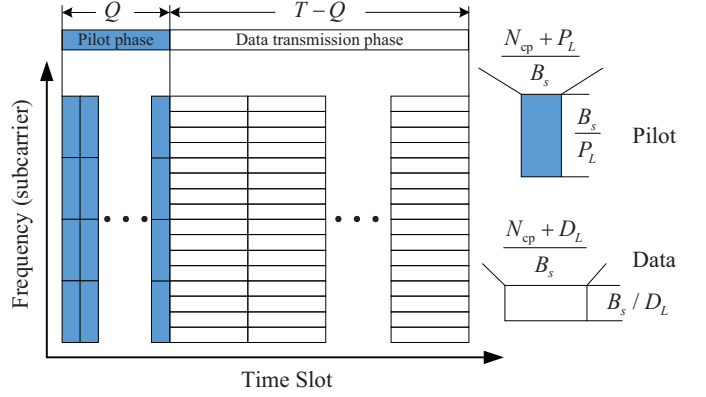 Q
T − Q
Pilot phase
Data transmission phase
Frequency (subcarrier)
Time Slot
N_cp + P_L
B_s
B_s
P_L
Pilot
N_cp + D_L
B_s
Data
B_s / D_L